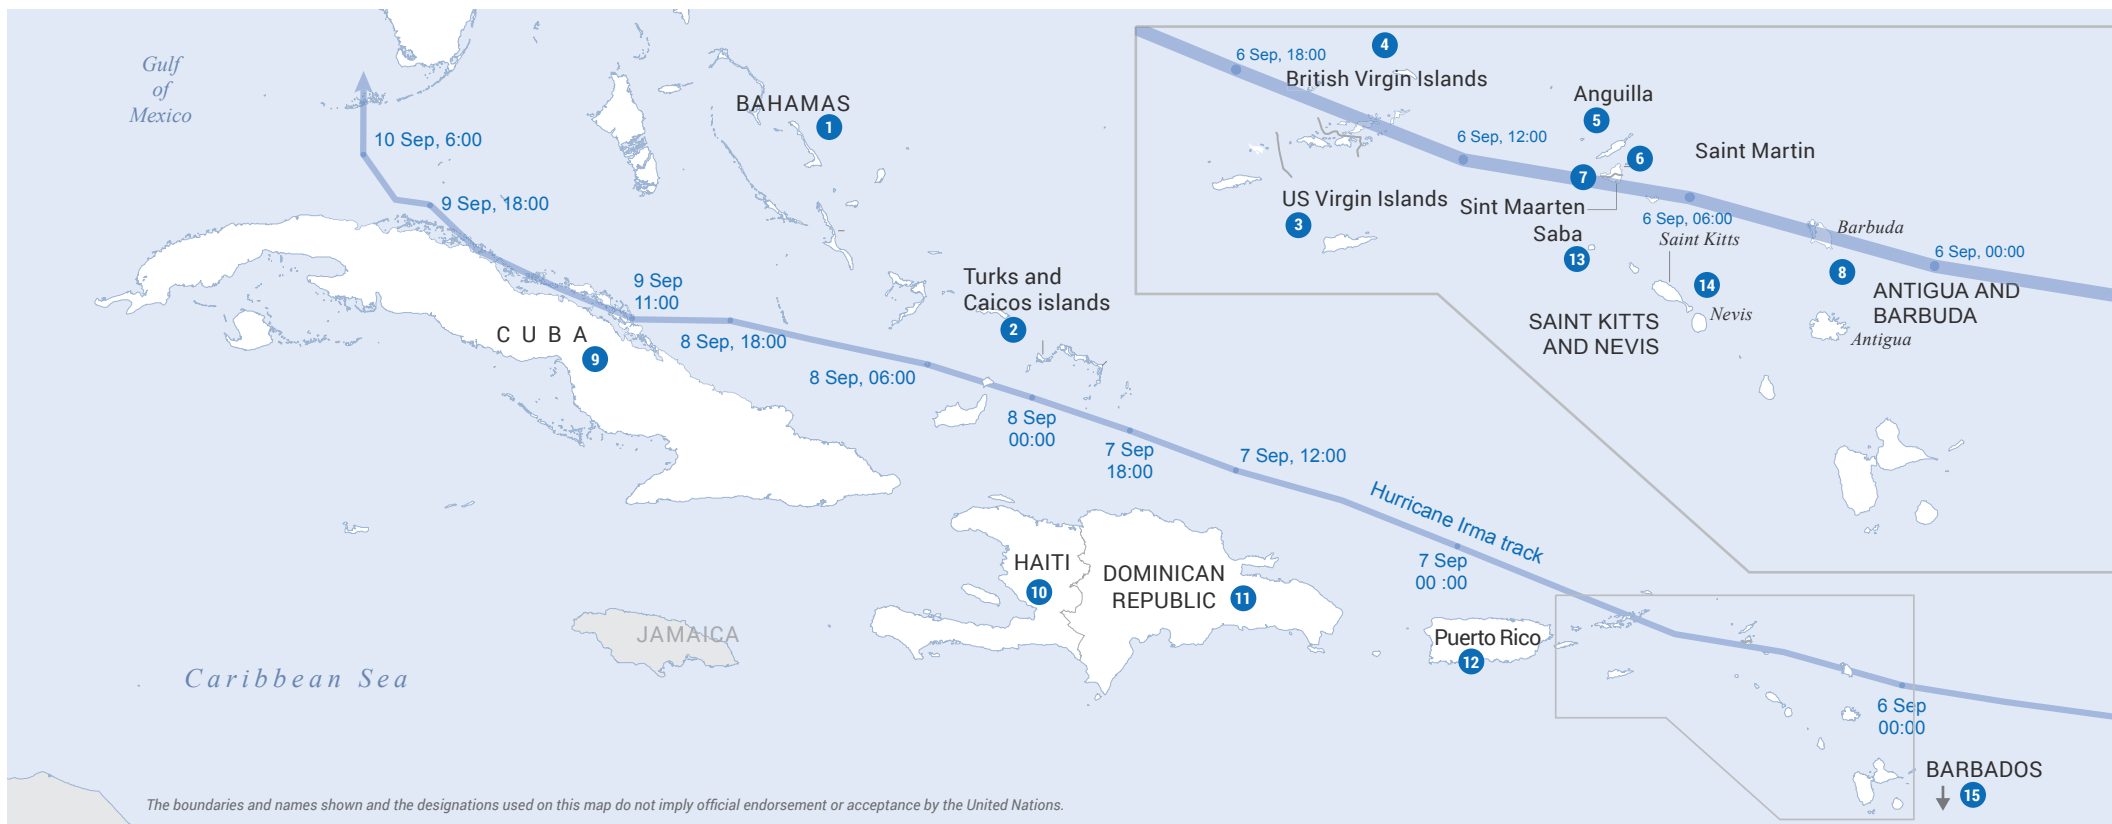 Gulf
of
Mexico
10 Sep, 6:00
9 Sep, 18:00
BAHAMAS
1
9 Sep
11:00
8 Sep, 18:00
CUBA
9
Turks and
Caicos islands
2
8 Sep, 06:00
8 Sep
00:00
7 Sep
18:00
7 Sep, 12:00
Hurricane Irma track
7 Sep
00 :00
HAITI
10
DOMINICAN
REPUBLIC
11
JAMAICA
Puerto Rico
12
Caribbean Sea
6 Sep
00:00
BARBADOS
15
6 Sep, 18:00
4
British Virgin Islands
Anguilla
5
6 Sep, 12:00
6
Saint Martin
7
US Virgin Islands
3
Sint Maarten
Saba
13
6 Sep, 06:00
Saint Kitts
14
Nevis
SAINT KITTS
AND NEVIS
Barbuda
6 Sep, 00:00
8
ANTIGUA AND
BARBUDA
Antigua
The boundaries and names shown and the designations used on this map do not imply official endorsement or acceptance by the United Nations.